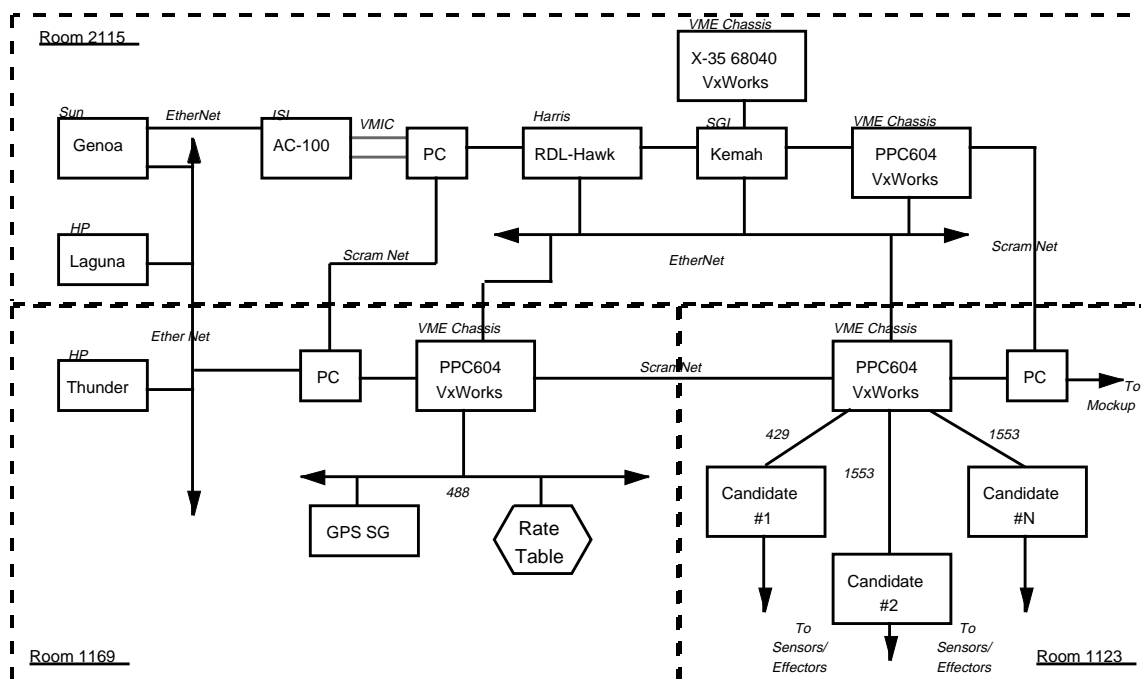 Room 2115
VME Chassis
X-35 68040
VxWorks
Sun
EtherNet
ISI
VMIC
Harris
SGI
VME Chassis
Genoa
AC-100
PC
RDL-Hawk
Kemah
PPC604
VxWorks
HP
Laguna
Scram Net
EtherNet
Scram Net
Ether Net
VME Chassis
VME Chassis
HP
Thunder
PC
PPC604
VxWorks
ScramNet
PPC604
VxWorks
PC
To
Mockup
429
1553
1553
488
Candidate
#1
Candidate
#N
GPS SG
Rate
Table
Candidate
#2
To
Sensors/
Effectors
To
Sensors/
Effectors
Room 1169
Room 1123